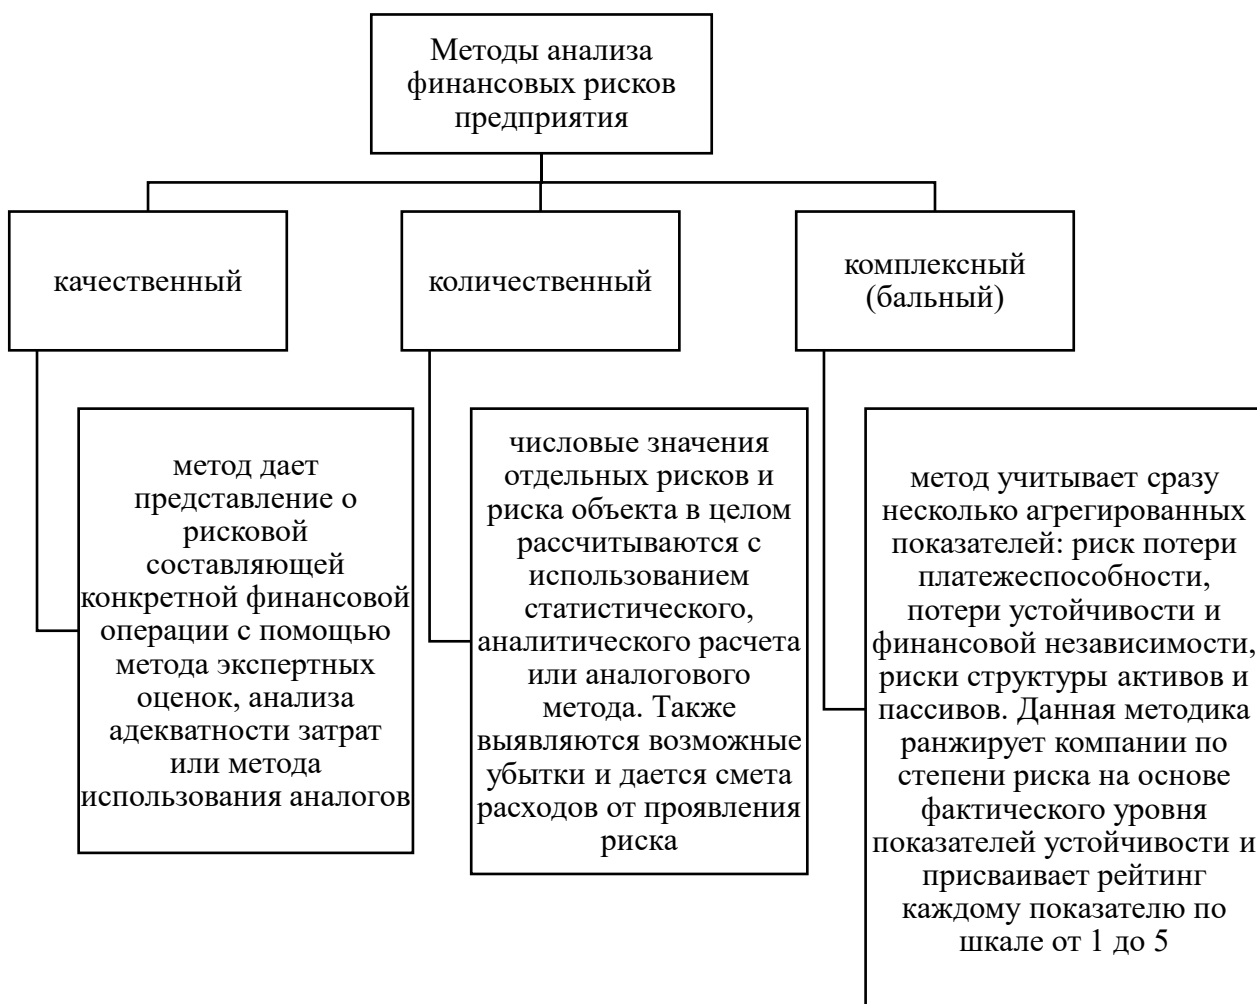 Методы анализа
финансовых рисков
предприятия
качественный
количественный
комплексный
(бальный)
метод дает
представление о
рисковой
составляющей
конкретной финансовой
операции с помощью
метода экспертных
оценок, анализа
адекватности затрат
или метода
использования аналогов
числовые значения
отдельных рисков и
риска объекта в целом
рассчитываются с
использованием
статистического,
аналитического расчета
или аналогового
метода. Также
выявляются возможные
убытки и дается смета
расходов от проявления
риска
метод учитывает сразу
несколько агрегированных
показателей: риск потери
платежеспособности,
потери устойчивости и
финансовой независимости,
риски структуры активов и
пассивов. Данная методика
ранжирует компании по
степени риска на основе
фактического уровня
показателей устойчивости и
присваивает рейтинг
каждому показателю по
шкале от 1 до 5